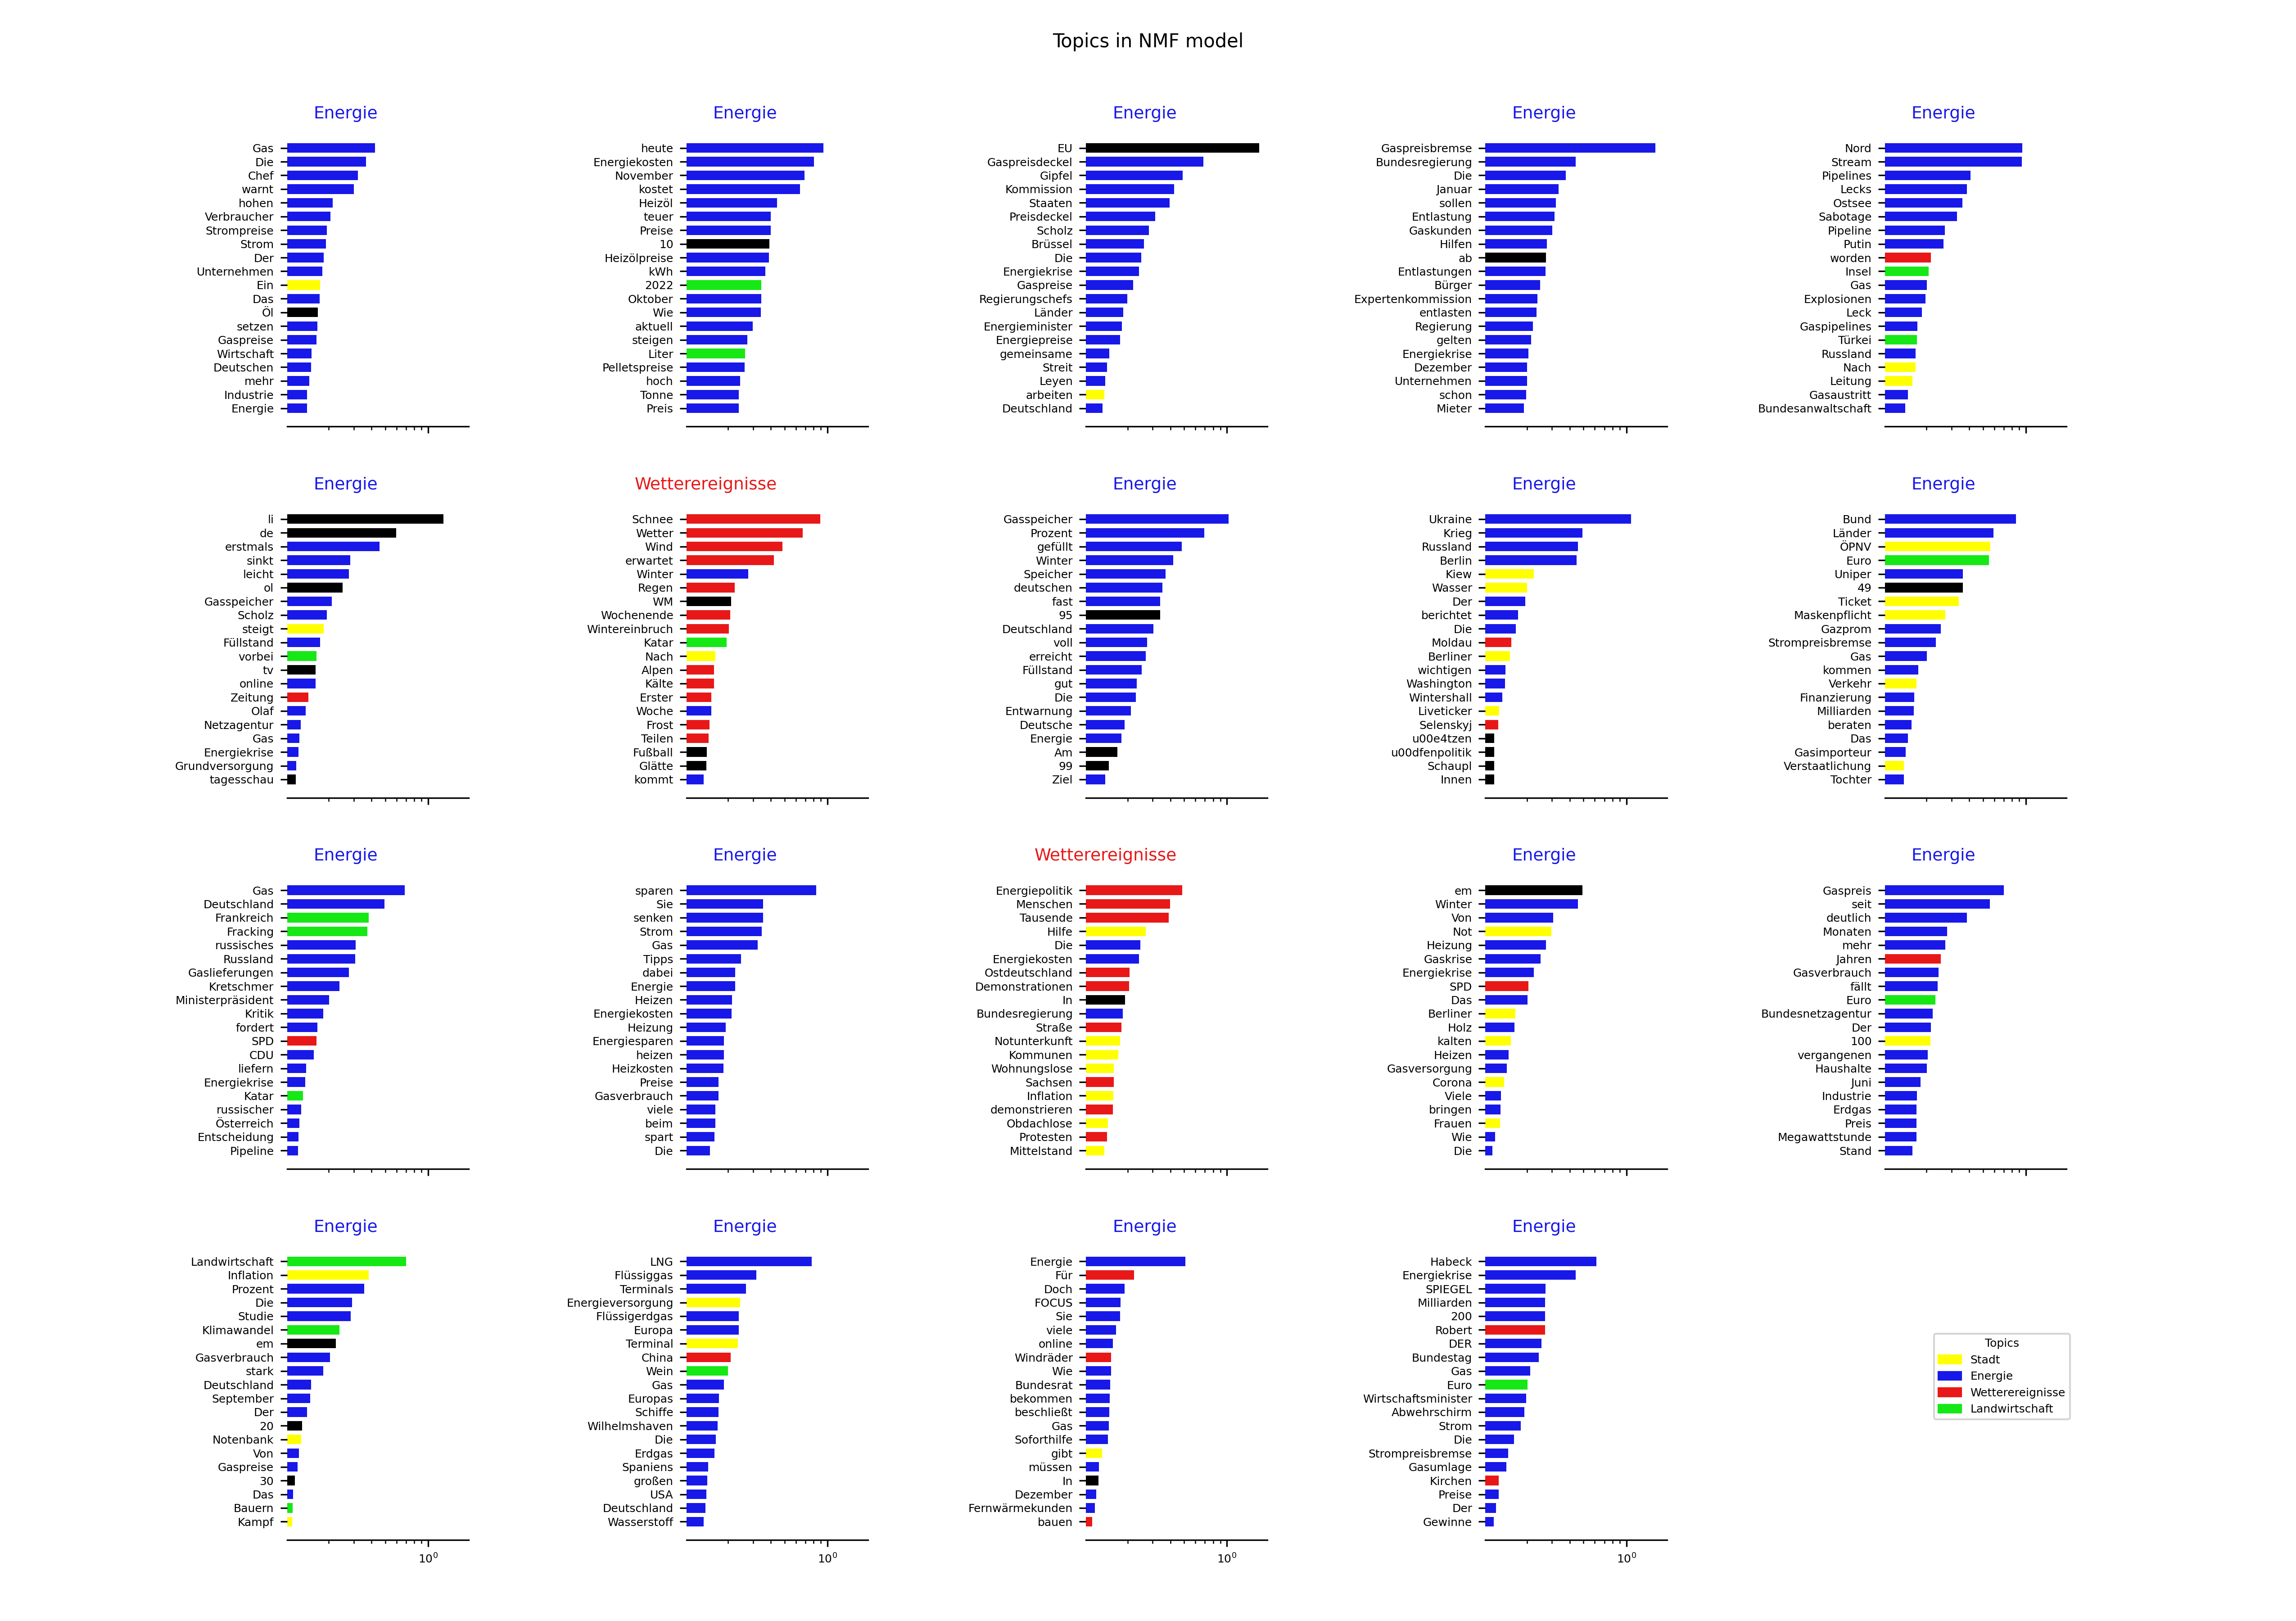 Topics in NMF model
Energie
Gas
Die
Chef
warnt
hohen
Verbraucher
Strompreise
Strom
Der
Unternehmen
Ein
Das
Öl
setzen
Gaspreise
Wirtschaft
Deutschen
mehr
Industrie
Energie
Energie
heute
Energiekosten
November
kostet
Heizöl
teuer
Preise
10
Heizölpreise
kWh
2022
Oktober
Wie
aktuell
steigen
Liter
Pelletspreise
hoch
Tonne
Preis
Energie
EU
Gaspreisdeckel
Gipfel
Kommission
Staaten
Preisdeckel
Scholz
Brüssel
Die
Energiekrise
Gaspreise
Regierungschefs
Länder
Energieminister
Energiepreise
gemeinsame
Streit
Leyen
arbeiten
Deutschland
Energie
Gaspreisbremse
Bundesregierung
Die
Januar
sollen
Entlastung
Gaskunden
Hilfen
ab
Entlastungen
Bürger
Expertenkommission
entlasten
Regierung
gelten
Energiekrise
Dezember
Unternehmen
schon
Mieter
Energie
Nord
Stream
Pipelines
Lecks
Ostsee
Sabotage
Pipeline
Putin
worden
Insel
Gas
Explosionen
Leck
Gaspipelines
Türkei
Russland
Nach
Leitung
Gasaustritt
Bundesanwaltschaft
Energie
li
de
erstmals
sinkt
leicht
ol
Gasspeicher
Scholz
steigt
Füllstand
vorbei
tv
online
Zeitung
Olaf
Netzagentur
Gas
Energiekrise
Grundversorgung
tagesschau
Wetterereignisse
Schnee
Wetter
Wind
erwartet
Winter
Regen
WM
Wochenende
Wintereinbruch
Katar
Nach
Alpen
Kälte
Erster
Woche
Frost
Teilen
Fußball
Glätte
kommt
Energie
Gasspeicher
Prozent
gefüllt
Winter
Speicher
deutschen
fast
95
Deutschland
voll
erreicht
Füllstand
gut
Die
Entwarnung
Deutsche
Energie
Am
99
Ziel
Energie
Ukraine
Krieg
Russland
Berlin
Kiew
Wasser
Der
berichtet
Die
Moldau
Berliner
wichtigen
Washington
Wintershall
Liveticker
Selenskyj
u00e4tzen
u00dfenpolitik
Schaupl
Innen
Energie
Bund
Länder
ÖPNV
Euro
Uniper
49
Ticket
Maskenpflicht
Gazprom
Strompreisbremse
Gas
kommen
Verkehr
Finanzierung
Milliarden
beraten
Das
Gasimporteur
Verstaatlichung
Tochter
Energie
Gas
Deutschland
Frankreich
Fracking
russisches
Russland
Gaslieferungen
Kretschmer
Ministerpräsident
Kritik
fordert
SPD
CDU
liefern
Energiekrise
Katar
russischer
Österreich
Entscheidung
Pipeline
Energie
sparen
Sie
senken
Strom
Gas
Tipps
dabei
Energie
Heizen
Energiekosten
Heizung
Energiesparen
heizen
Heizkosten
Preise
Gasverbrauch
viele
beim
spart
Die
Wetterereignisse
Energiepolitik
Menschen
Tausende
Hilfe
Die
Energiekosten
Ostdeutschland
Demonstrationen
In
Bundesregierung
Straße
Notunterkunft
Kommunen
Wohnungslose
Sachsen
Inflation
demonstrieren
Obdachlose
Protesten
Mittelstand
Energie
em
Winter
Von
Not
Heizung
Gaskrise
Energiekrise
SPD
Das
Berliner
Holz
kalten
Heizen
Gasversorgung
Corona
Viele
bringen
Frauen
Wie
Die
Energie
Gaspreis
seit
deutlich
Monaten
mehr
Jahren
Gasverbrauch
fällt
Euro
Bundesnetzagentur
Der
100
vergangenen
Haushalte
Juni
Industrie
Erdgas
Preis
Megawattstunde
Stand
Energie
Landwirtschaft
Inflation
Prozent
Die
Studie
Klimawandel
em
Gasverbrauch
stark
Deutschland
September
Der
20
Notenbank
Von
Gaspreise
30
Das
Bauern
Kampf
10⁰
Energie
LNG
Flüssiggas
Terminals
Energieversorgung
Flüssigerdgas
Europa
Terminal
China
Wein
Gas
Europas
Schiffe
Wilhelmshaven
Die
Erdgas
Spaniens
großen
USA
Deutschland
Wasserstoff
10⁰
Energie
Energie
Für
Doch
FOCUS
Sie
viele
online
Windräder
Wie
Bundesrat
bekommen
beschließt
Gas
Soforthilfe
gibt
müssen
In
Dezember
Fernwärmekunden
bauen
10⁰
Energie
Habeck
Energiekrise
SPIEGEL
Milliarden
200
Robert
DER
Bundestag
Gas
Euro
Wirtschaftsminister
Abwehrschirm
Strom
Die
Strompreisbremse
Gasumlage
Kirchen
Preise
Der
Gewinne
10⁰
Topics
Stadt
Energie
Wetterereignisse
Landwirtschaft